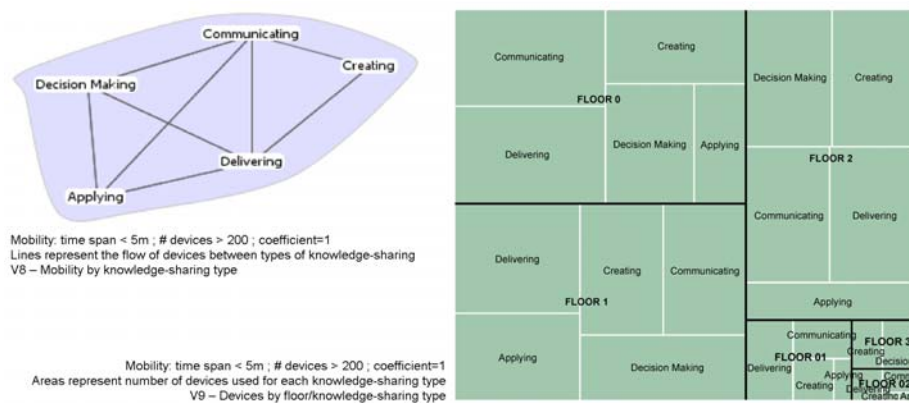 Communicating
Creating
Decision Making
Delivering
Applying
Mobility: time span < 5m ; # devices > 200 ; coefficient=1
Lines represent the flow of devices between types of knowledge-sharing
V8 – Mobility by knowledge-sharing type
Mobility: time span < 5m ; # devices > 200 ; coefficient=1
Areas represent number of devices used for each knowledge-sharing type
V9 – Devices by floor/knowledge-sharing type
Communicating
Creating
FLOOR 0
Delivering
Decision Making
Applying
Decision Making
Creating
FLOOR 2
Communicating
Delivering
Applying
Delivering
Creating
Communicating
FLOOR 1
Applying
Decision Making
Communicating
FLOOR 01
Delivering
Creating
Applying
FLOOR 3
Creating
Decision
FLOOR 02
Delivering